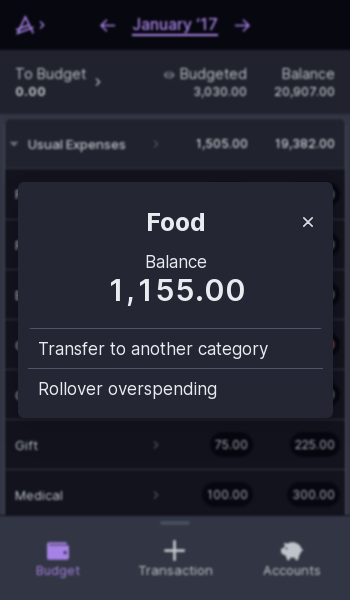 January '17
To Budget Budgeted Balance
0.00 3,030.00 20,907.00
Usual Expenses 1,505.00 19,382.00
Food
Balance
1,155.00
Transfer to another category
Rollover overspending
Gift 75.00 225.00
Medical 100.00 300.00
Budget Transaction Accounts